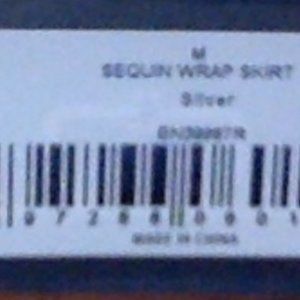 M
SEQUIN WRAP SKIRT
Silver
MADE IN CHINA